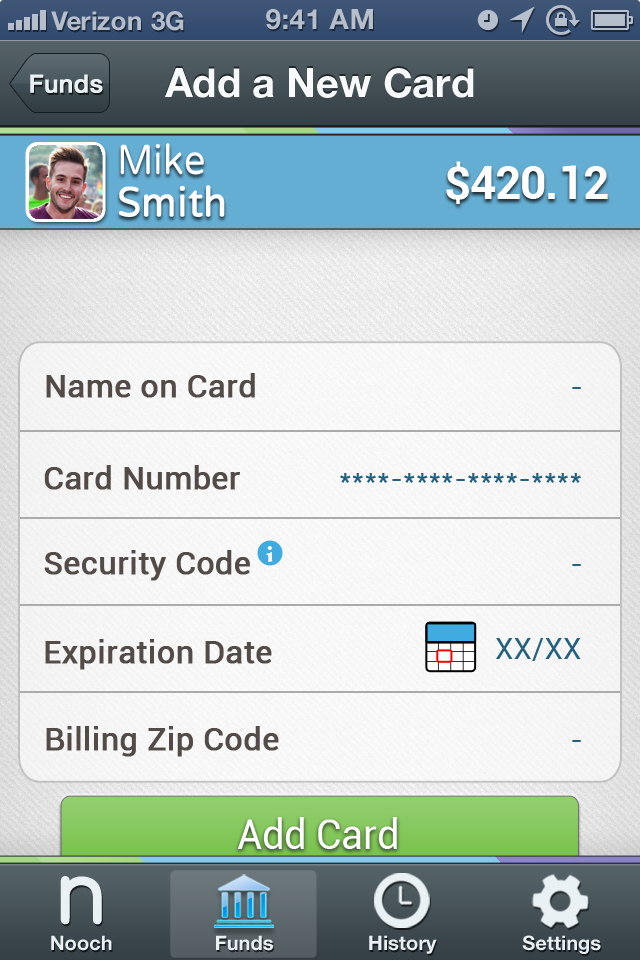 Verizon 3G 9:41 AM
Funds Add a New Card
Mike
Smith $420.12
Name on Card -
Card Number ****-****-****-****
Security Code i -
Expiration Date XX/XX
Billing Zip Code -
Add Card
n
Nooch Funds History Settings